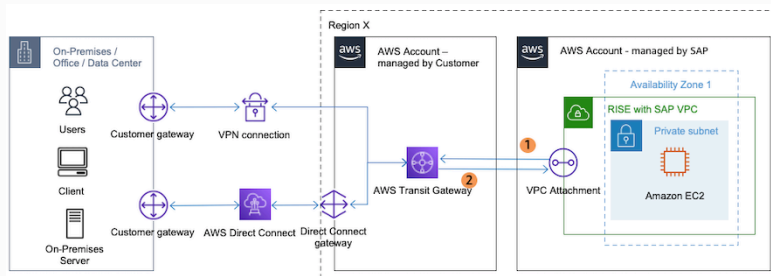 Region X
On-Premises /
Office / Data Center
Users
Client
On-Premises
Server
Customer gateway
VPN connection
Customer gateway
AWS Direct Connect
Direct Connect
gateway
aws
AWS Account –
managed by Customer
AWS Transit Gateway
1
2
aws
AWS Account - managed by SAP
Availability Zone 1
RISE with SAP VPC
Private subnet
VPC Attachment
Amazon EC2